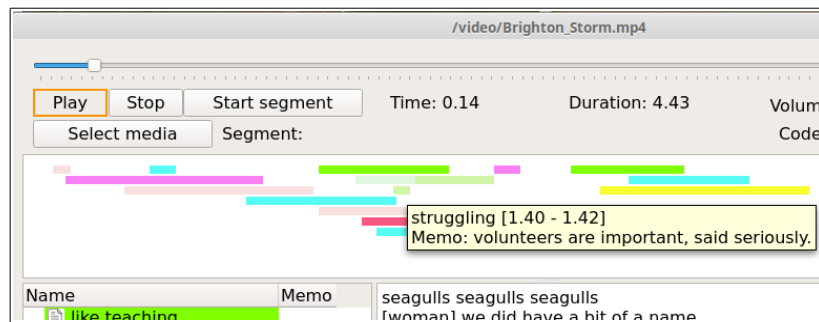 /video/Brighton_Storm.mp4
Play Stop Start segment Time: 0.14 Duration: 4.43 Volum
Select media Segment: Code
struggling [1.40 - 1.42]
Memo: volunteers are important, said seriously.
Name Memo seagulls seagulls seagulls
like teaching [woman] we did have a bit of a name